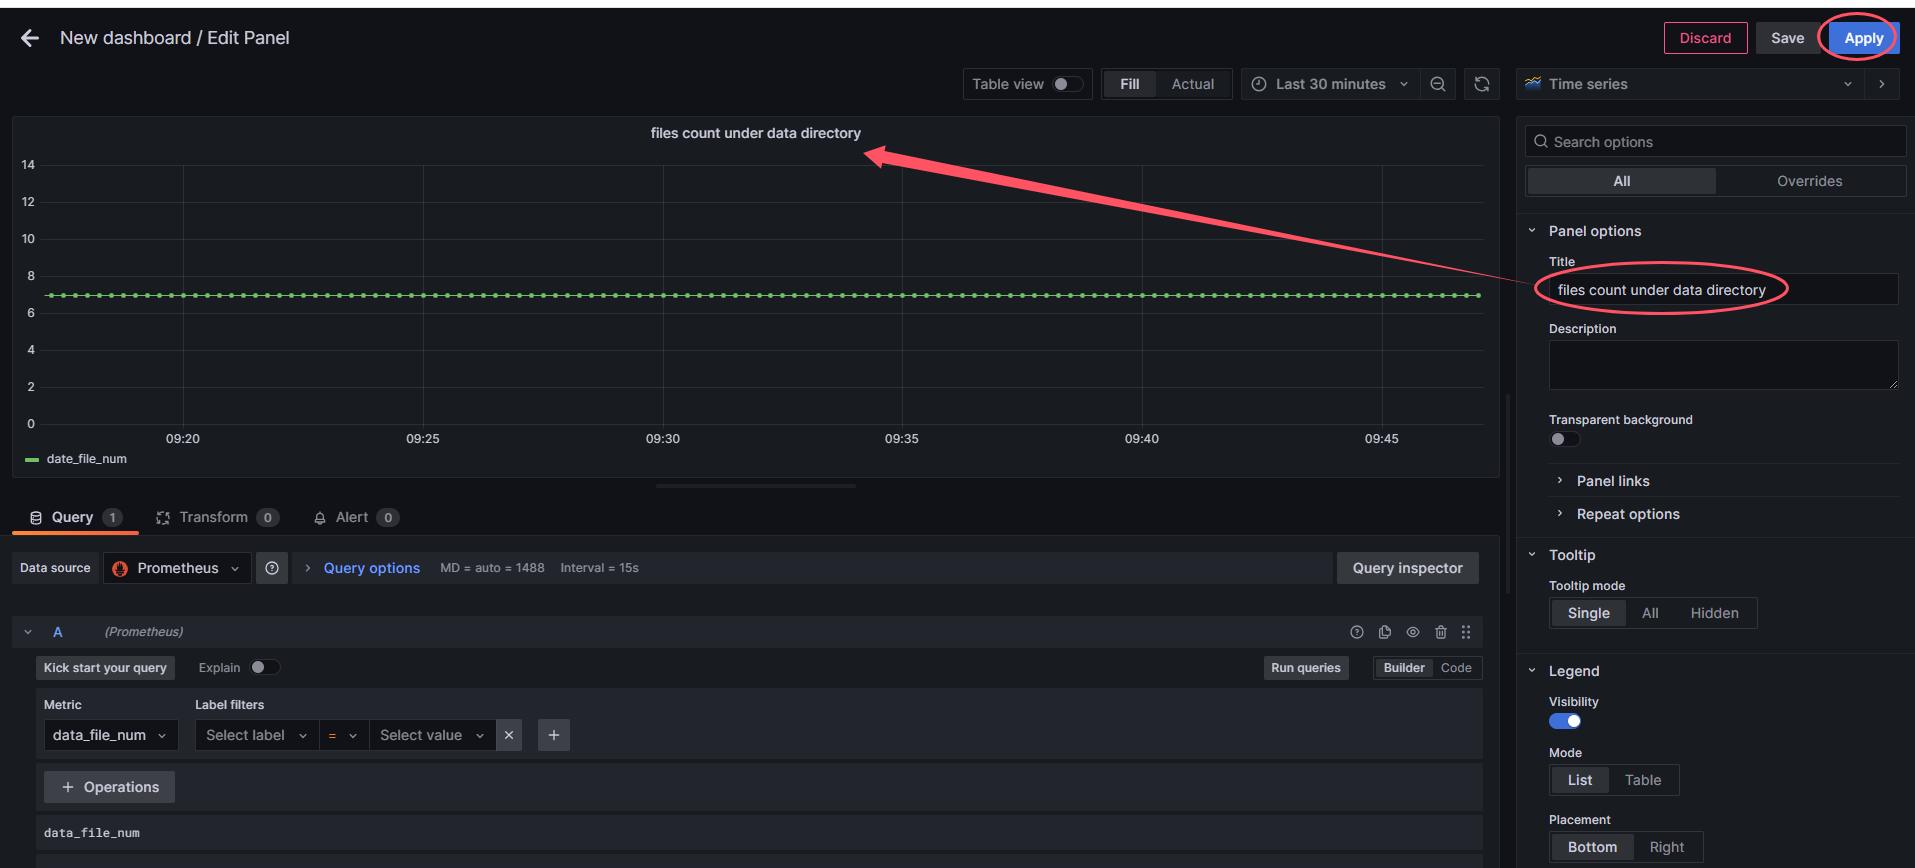 New dashboard / Edit Panel
Discard
Save
Apply
Table view
Fill
Actual
Last 30 minutes
Time series
files count under data directory
14
12
10
8
6
4
2
0
09:20
09:25
09:30
09:35
09:40
09:45
date_file_num
Query 1
Transform 0
Alert 0
Data source
Prometheus
Query options
MD = auto = 1488
Interval = 15s
Query inspector
A
(Prometheus)
Kick start your query
Explain
Run queries
Builder
Code
Metric
Label filters
data_file_num
Select label
=
Select value
+ Operations
data_file_num
Search options
All
Overrides
Panel options
Title
files count under data directory
Description
Transparent background
Panel links
Repeat options
Tooltip
Tooltip mode
Single
All
Hidden
Legend
Visibility
Mode
List
Table
Placement
Bottom
Right